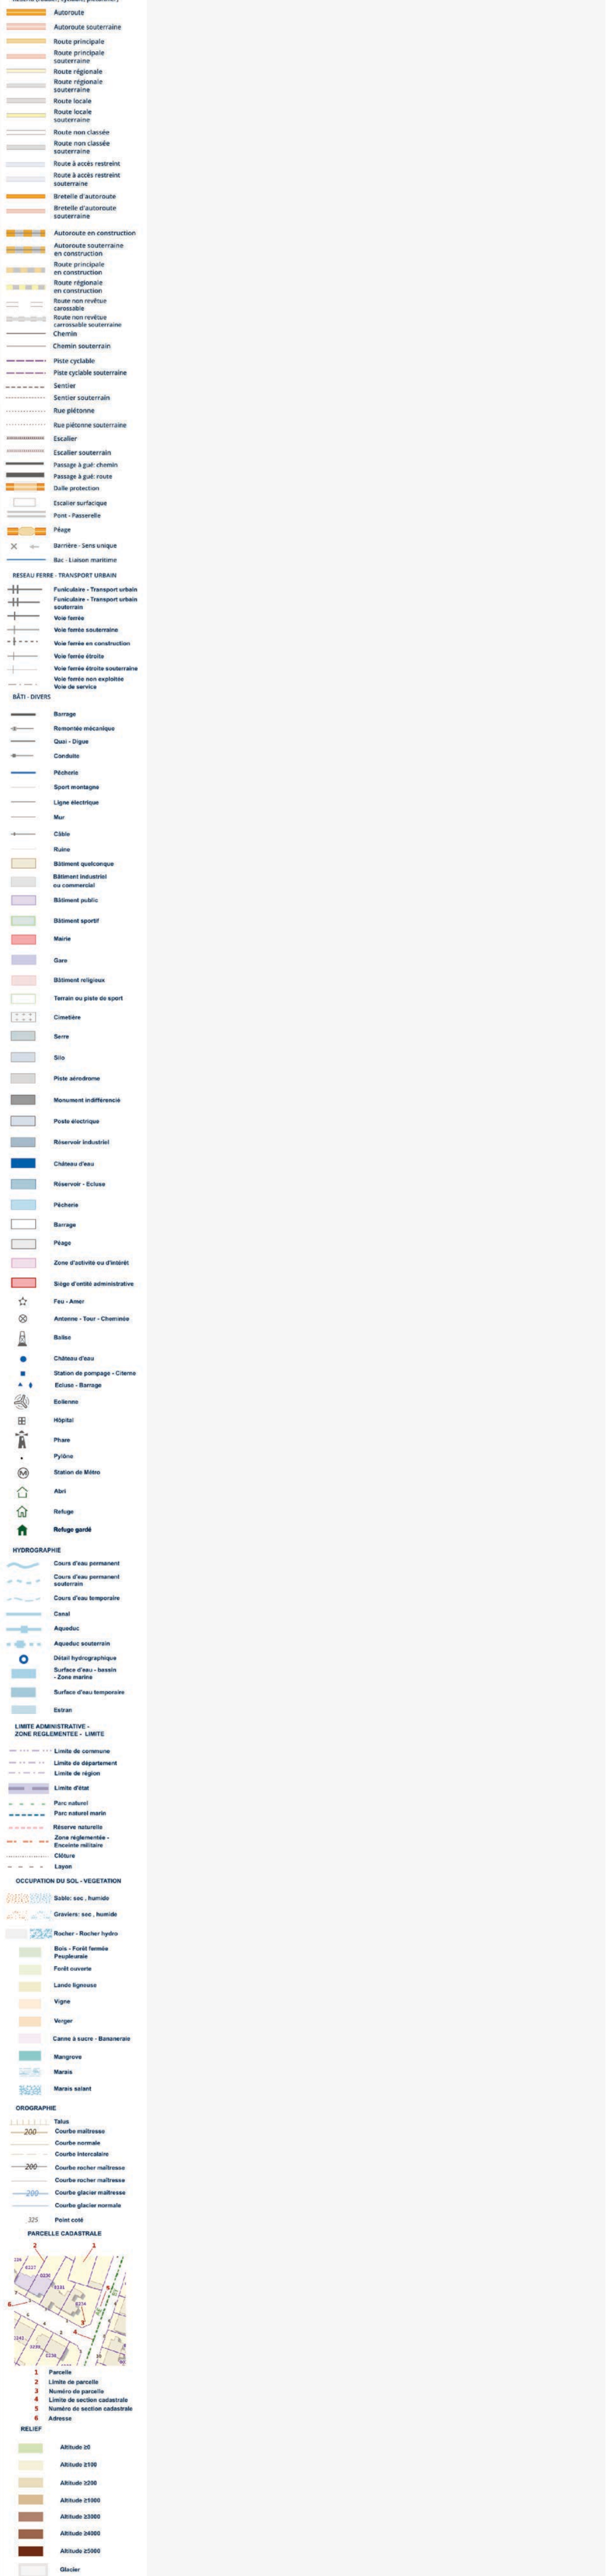 Autoroute
Autoroute souterraine
Route principale
Route principale
souterraine
Route régionale
Route régionale
souterraine
Route locale
Route locale
souterraine
Route non classée
Route non classée
souterraine
Route à accès restreint
Route à accès restreint
souterraine
Bretelle d'autoroute
Bretelle d'autoroute
souterraine
Autoroute en construction
Autoroute souterraine
en construction
Route principale
en construction
Route régionale
en construction
Route non revêtue
carossable
Route non revêtue
carrossable souterraine
Chemin
Chemin souterrain
Piste cyclable
Piste cyclable souterraine
Sentier
Sentier souterrain
Rue piétonne
Rue piétonne souterraine
Escalier
Escalier souterrain
Passage à gué: chemin
Passage à gué: route
Dalle protection
Escalier surfacique
Pont - Passerelle
Péage
Barrière - Sens unique
Bac - Liaison maritime
RESEAU FERRE - TRANSPORT URBAIN
Funiculaire - Transport urbain
Funiculaire - Transport urbain
souterrain
Voie ferrée
Voie ferrée souterraine
Voie ferrée en construction
Voie ferrée étroite
Voie ferrée étroite souterraine
Voie ferrée non exploitée
Voie de service
BÂTI - DIVERS
Barrage
Remontée mécanique
Quai - Digue
Conduite
Pêcherie
Sport montagne
Ligne électrique
Mur
Câble
Ruine
Bâtiment quelconque
Bâtiment industriel
ou commercial
Bâtiment public
Bâtiment sportif
Mairie
Gare
Bâtiment religieux
Terrain ou piste de sport
Cimetière
Serre
Silo
Piste aérodrome
Monument indifférencié
Poste électrique
Réservoir industriel
Château d'eau
Réservoir - Ecluse
Pêcherie
Barrage
Péage
Zone d'activité ou d'intérêt
Siège d'entité administrative
Feu - Amer
Antenne - Tour - Cheminée
Balise
Château d'eau
Station de pompage - Citerne
Ecluse - Barrage
Eolienne
Hôpital
Phare
Pylône
M Station de Métro
Abri
Refuge
Refuge gardé
HYDROGRAPHIE
Cours d'eau permanent
Cours d'eau permanent
souterrain
Cours d'eau temporaire
Canal
Aqueduc
Aqueduc souterrain
Détail hydrographique
Surface d'eau - bassin
- Zone marine
Surface d'eau temporaire
Estran
LIMITE ADMINISTRATIVE -
ZONE REGLEMENTEE - LIMITE
Limite de commune
Limite de département
Limite de région
Limite d'état
Parc naturel
Parc naturel marin
Réserve naturelle
Zone réglementée -
Enceinte militaire
Clôture
Layon
OCCUPATION DU SOL - VEGETATION
Sable: sec , humide
Graviers: sec , humide
Rocher - Rocher hydro
Bois - Forêt fermée
Peupleraie
Forêt ouverte
Lande ligneuse
Vigne
Verger
Canne à sucre - Bananeraie
Mangrove
Marais
Marais salant
OROGRAPHIE
Talus
200 Courbe maîtresse
Courbe normale
Courbe intercalaire
200 Courbe rocher maîtresse
Courbe rocher maîtresse
200 Courbe glacier maîtresse
Courbe glacier normale
325 Point coté
PARCELLE CADASTRALE
2 1
5
6
3
4
1 Parcelle
2 Limite de parcelle
3 Numéro de parcelle
4 Limite de section cadastrale
5 Numéro de section cadastrale
6 Adresse
RELIEF
Altitude ≥0
Altitude ≥100
Altitude ≥200
Altitude ≥1000
Altitude ≥3000
Altitude ≥4000
Altitude ≥5000
Glacier